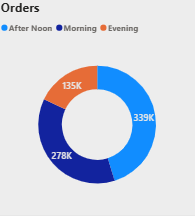 Orders
After Noon Morning Evening
135K
339K
278K